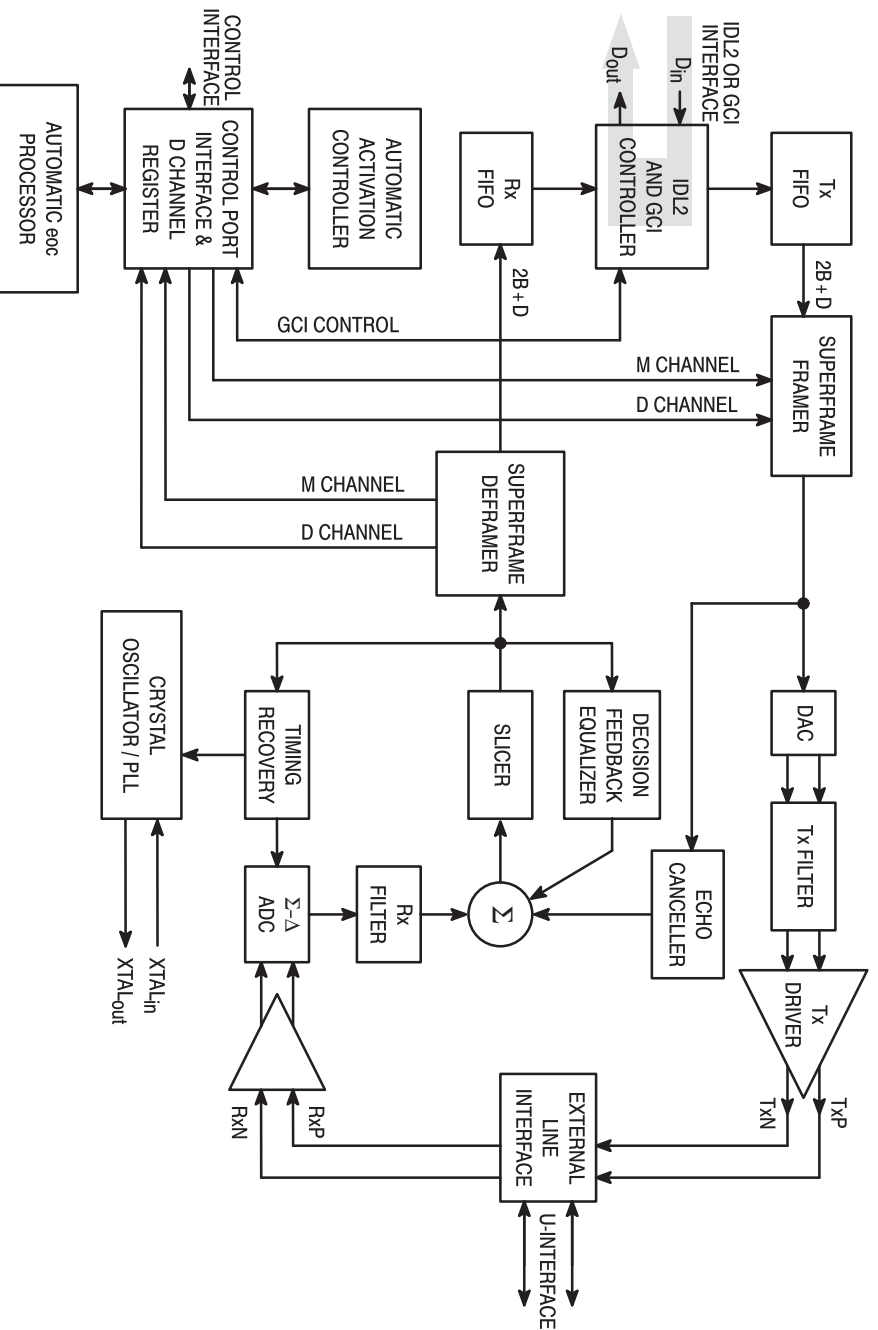 IDL2 OR GCI
INTERFACE
Din
Dout
IDL2
AND GCI
CONTROLLER
Tx
FIFO
2B + D
SUPERFRAME
FRAMER
DAC
Tx FILTER
Tx
DRIVER
TxP
TxN
ECHO
CANCELLER
EXTERNAL
LINE
INTERFACE
U-INTERFACE
Rx
FIFO
2B + D
SUPERFRAME
DEFRAMER
DECISION
FEEDBACK
EQUALIZER
SLICER
Σ
Rx
FILTER
Σ–Δ
ADC
RxP
RxN
TIMING
RECOVERY
CRYSTAL
OSCILLATOR / PLL
XTALin
XTALout
GCI CONTROL
M CHANNEL
D CHANNEL
M CHANNEL
D CHANNEL
AUTOMATIC
ACTIVATION
CONTROLLER
CONTROL
INTERFACE
CONTROL PORT
INTERFACE &
D CHANNEL
REGISTER
AUTOMATIC eoc
PROCESSOR